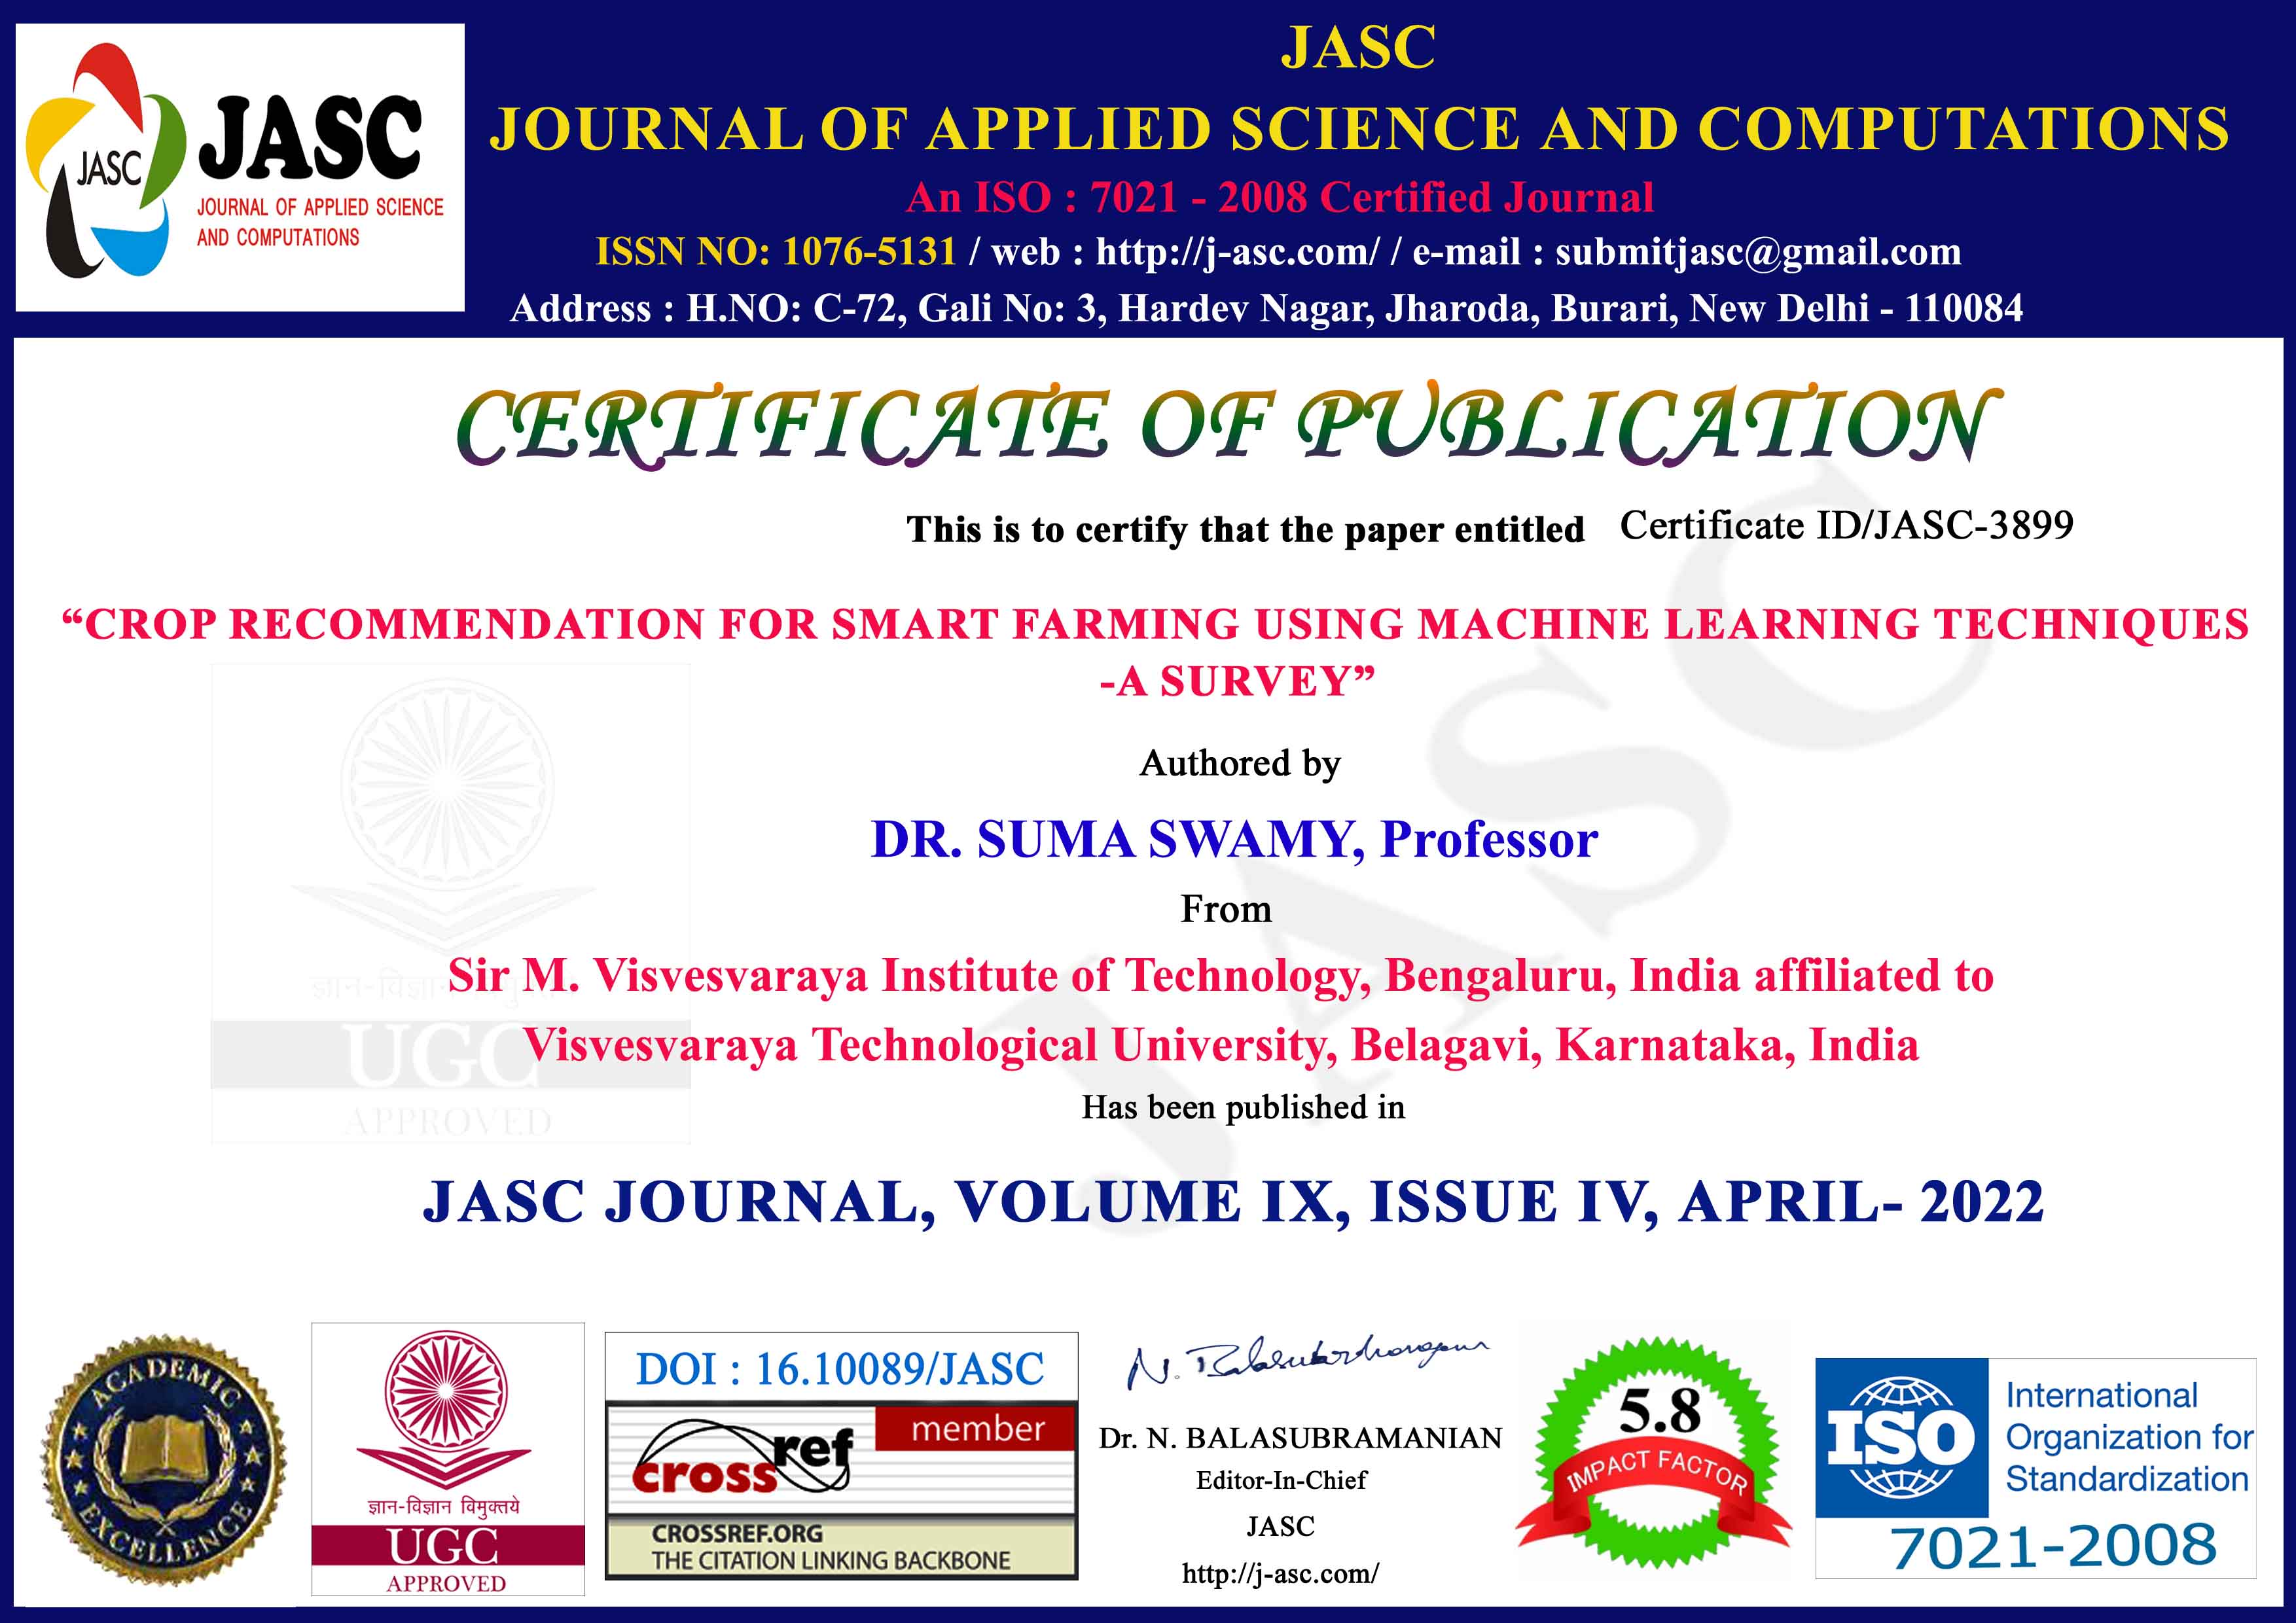 JASC
JASC
JOURNAL OF APPLIED SCIENCE
AND COMPUTATIONS
JASC
JOURNAL OF APPLIED SCIENCE AND COMPUTATIONS
An ISO : 7021 - 2008 Certified Journal
ISSN NO: 1076-5131 / web : http://j-asc.com/ / e-mail : submitjasc@gmail.com
Address : H.NO: C-72, Gali No: 3, Hardev Nagar, Jharoda, Burari, New Delhi - 110084
CERTIFICATE OF PUBLICATION
This is to certify that the paper entitled Certificate ID/JASC-3899
“CROP RECOMMENDATION FOR SMART FARMING USING MACHINE LEARNING TECHNIQUES
-A SURVEY”
Authored by
DR. SUMA SWAMY, Professor
From
Sir M. Visvesvaraya Institute of Technology, Bengaluru, India affiliated to
Visvesvaraya Technological University, Belagavi, Karnataka, India
Has been published in
JASC JOURNAL, VOLUME IX, ISSUE IV, APRIL- 2022
JASC
UGC
APPROVED
ACADEMIC
EXCELLENCE
ज्ञान-विज्ञान विमुक्तये
UGC
APPROVED
DOI : 16.10089/JASC
crossref
member
CROSSREF.ORG
THE CITATION LINKING BACKBONE
N. Balasubramanian
Dr. N. BALASUBRAMANIAN
Editor-In-Chief
JASC
http://j-asc.com/
5.8
IMPACT FACTOR
ISO
International
Organization for
Standardization
7021-2008